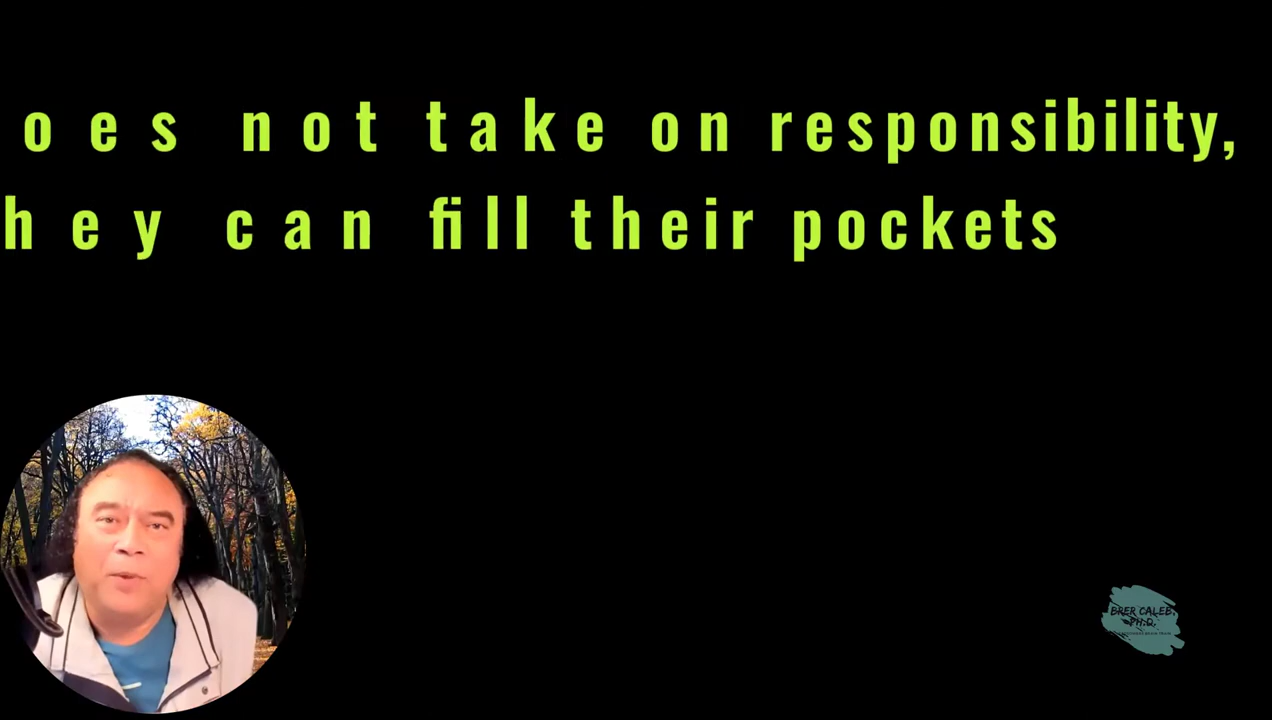 oes not take on responsibility,
hey can fill their pockets
BRER CALEB,
PH.D.